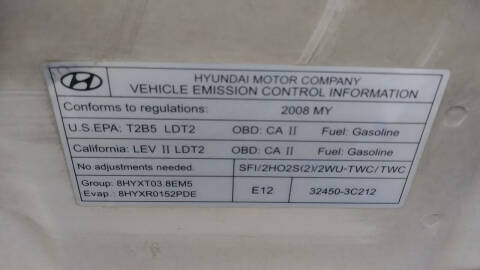 HYUNDAI MOTOR COMPANY
VEHICLE EMISSION CONTROL INFORMATION
Conforms to regulations: 2008 MY
U.S.EPA: T2B5 LDT2 OBD: CA II Fuel: Gasoline
California: LEV II LDT2 OBD: CA II Fuel: Gasoline
No adjustments needed. SFI/2HO2S(2)/2WU-TWC/TWC
Group: 8HYXT03.8EM5
Evap.: 8HYXR0152PDE
E12 32450-3C212